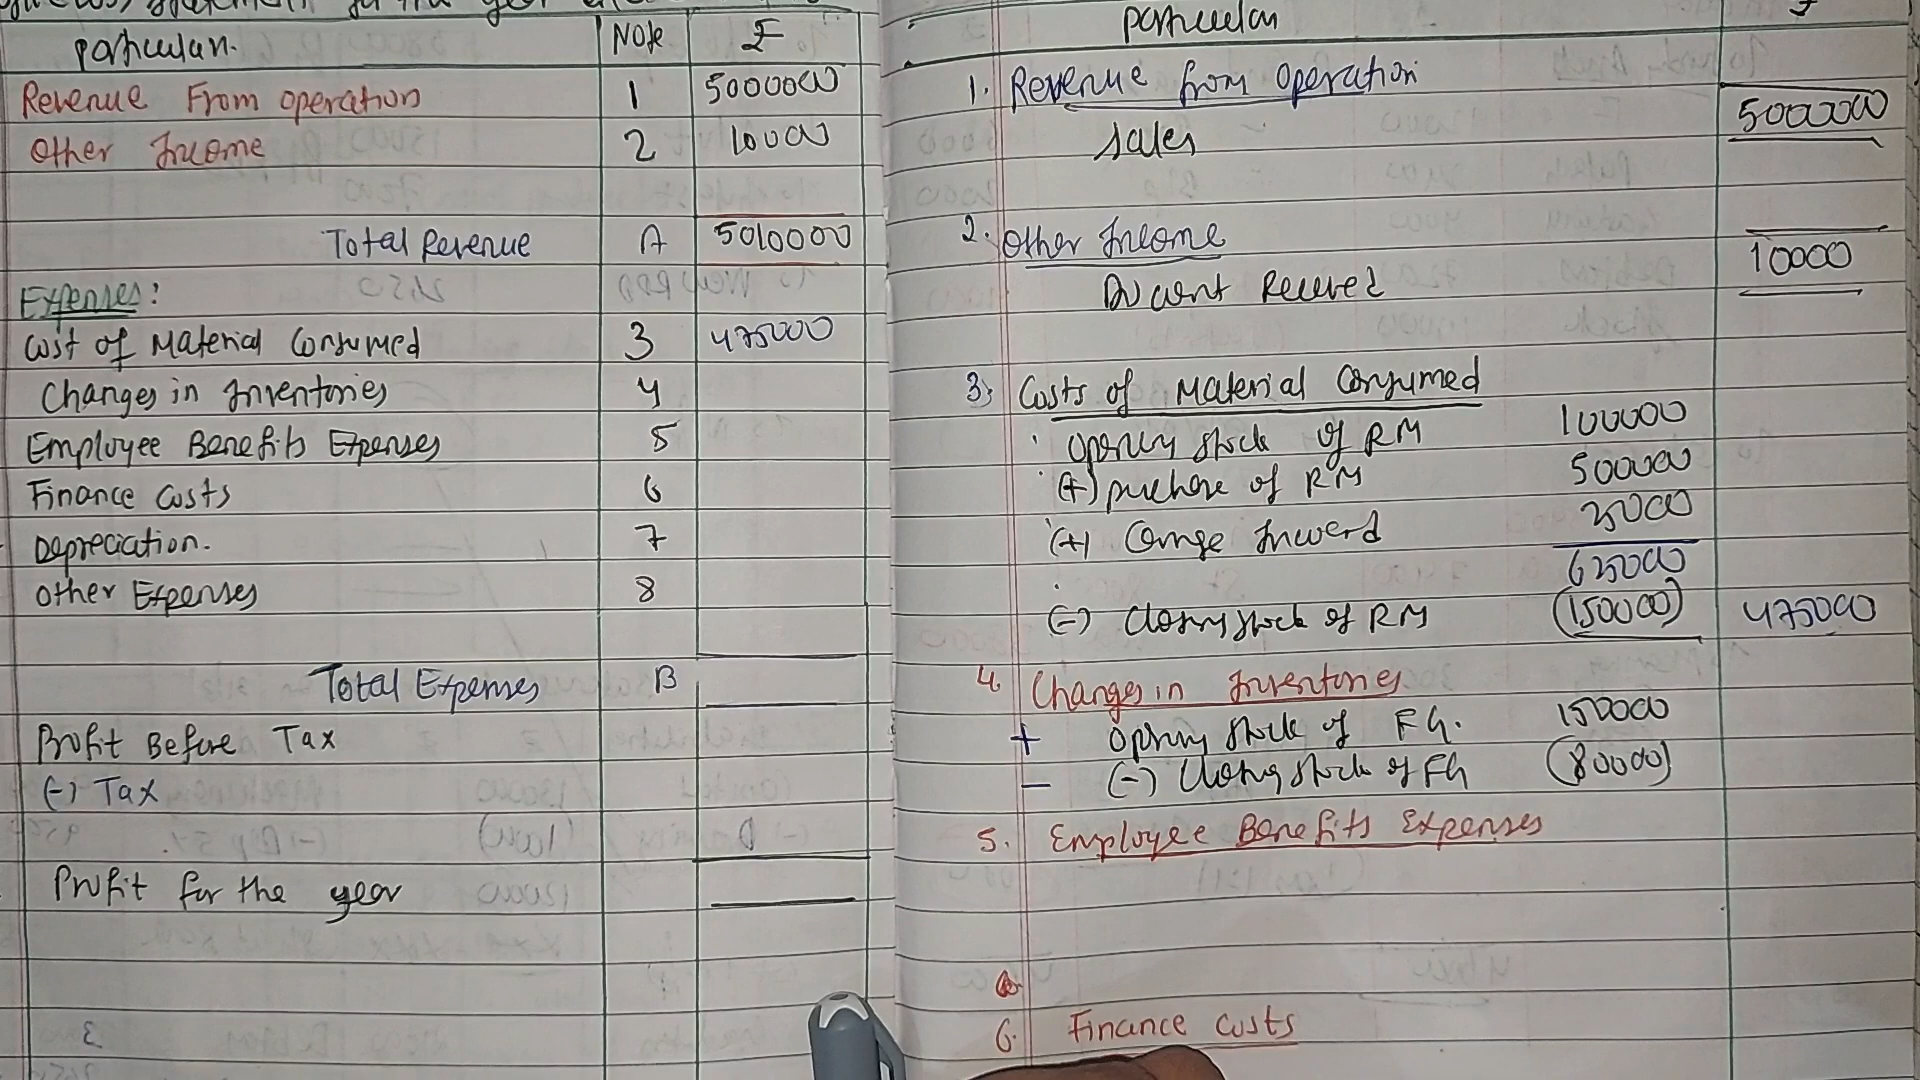 Particulars. Note ₹
Revenue From operation 1 5000000
Other Income 2 10000
Total Revenue A 5010000
Expenses:
Cost of Material Consumed 3 475000
Changes in Inventories 4
Employee Benefits Expenses 5
Finance Costs 6
Depreciation. 7
Other Expenses 8
Total Expenses B
Profit Before Tax
(-) Tax
Profit for the year
Particulars ₹
1. Revenue from operation
Sales 5000000
2. Other Income
Discount Received 10000
3) Costs of Material Consumed
Opening Stock of RM 100000
(+) purchase of RM 500000
(+) Carriage Inward 25000
625000
(-) Closing Stock of RM (150000) 475000
4. Changes in Inventories
+ Opening Stock of FG. 150000
- (-) Closing Stock of FG (80000)
5. Employee Benefits Expenses
6. Finance Costs